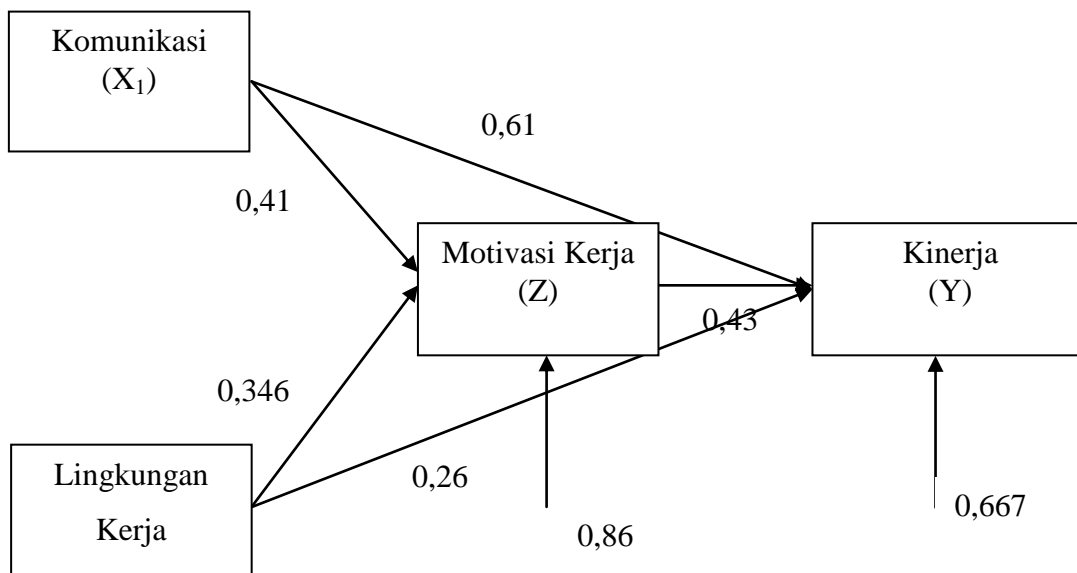 Komunikasi
(X₁)
0,61
0,41
Motivasi Kerja
(Z)
Kinerja
(Y)
0,43
0,346
Lingkungan
Kerja
0,26
0,86
0,667